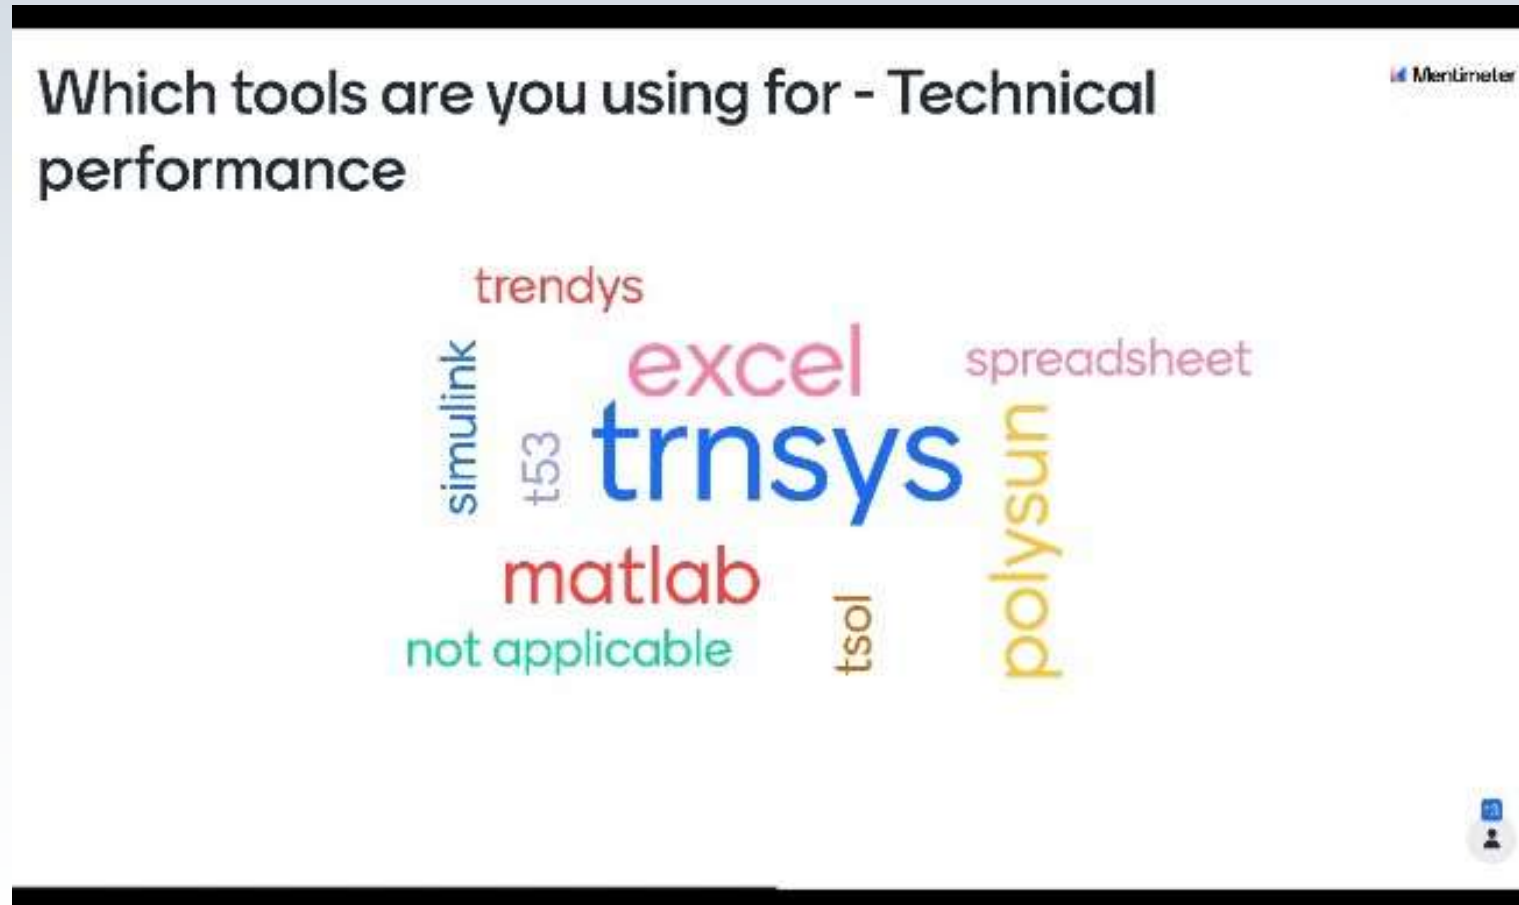 Which tools are you using for - Technical
performance
Mentimeter
trendys
excel
spreadsheet
simulink
t53
trnsys
polysun
matlab
tsol
not applicable